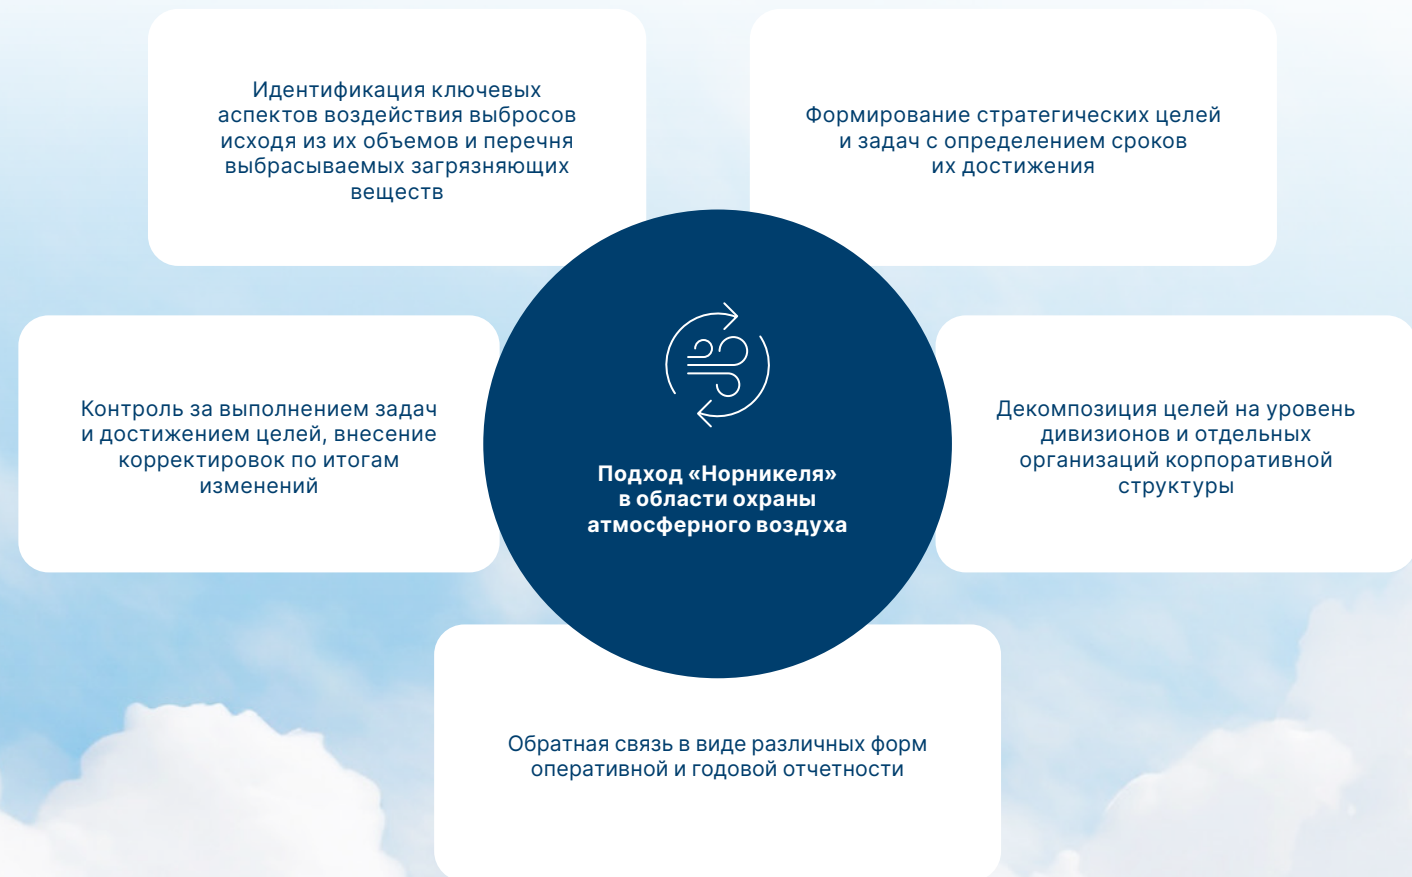 Идентификация ключевых
аспектов воздействия выбросов
исходя из их объемов и перечня
выбрасываемых загрязняющих
веществ
Формирование стратегических целей
и задач с определением сроков
их достижения
Контроль за выполнением задач
и достижением целей, внесение
корректировок по итогам
изменений
Подход «Норникеля»
в области охраны
атмосферного воздуха
Декомпозиция целей на уровень
дивизионов и отдельных
организаций корпоративной
структуры
Обратная связь в виде различных форм
оперативной и годовой отчетности